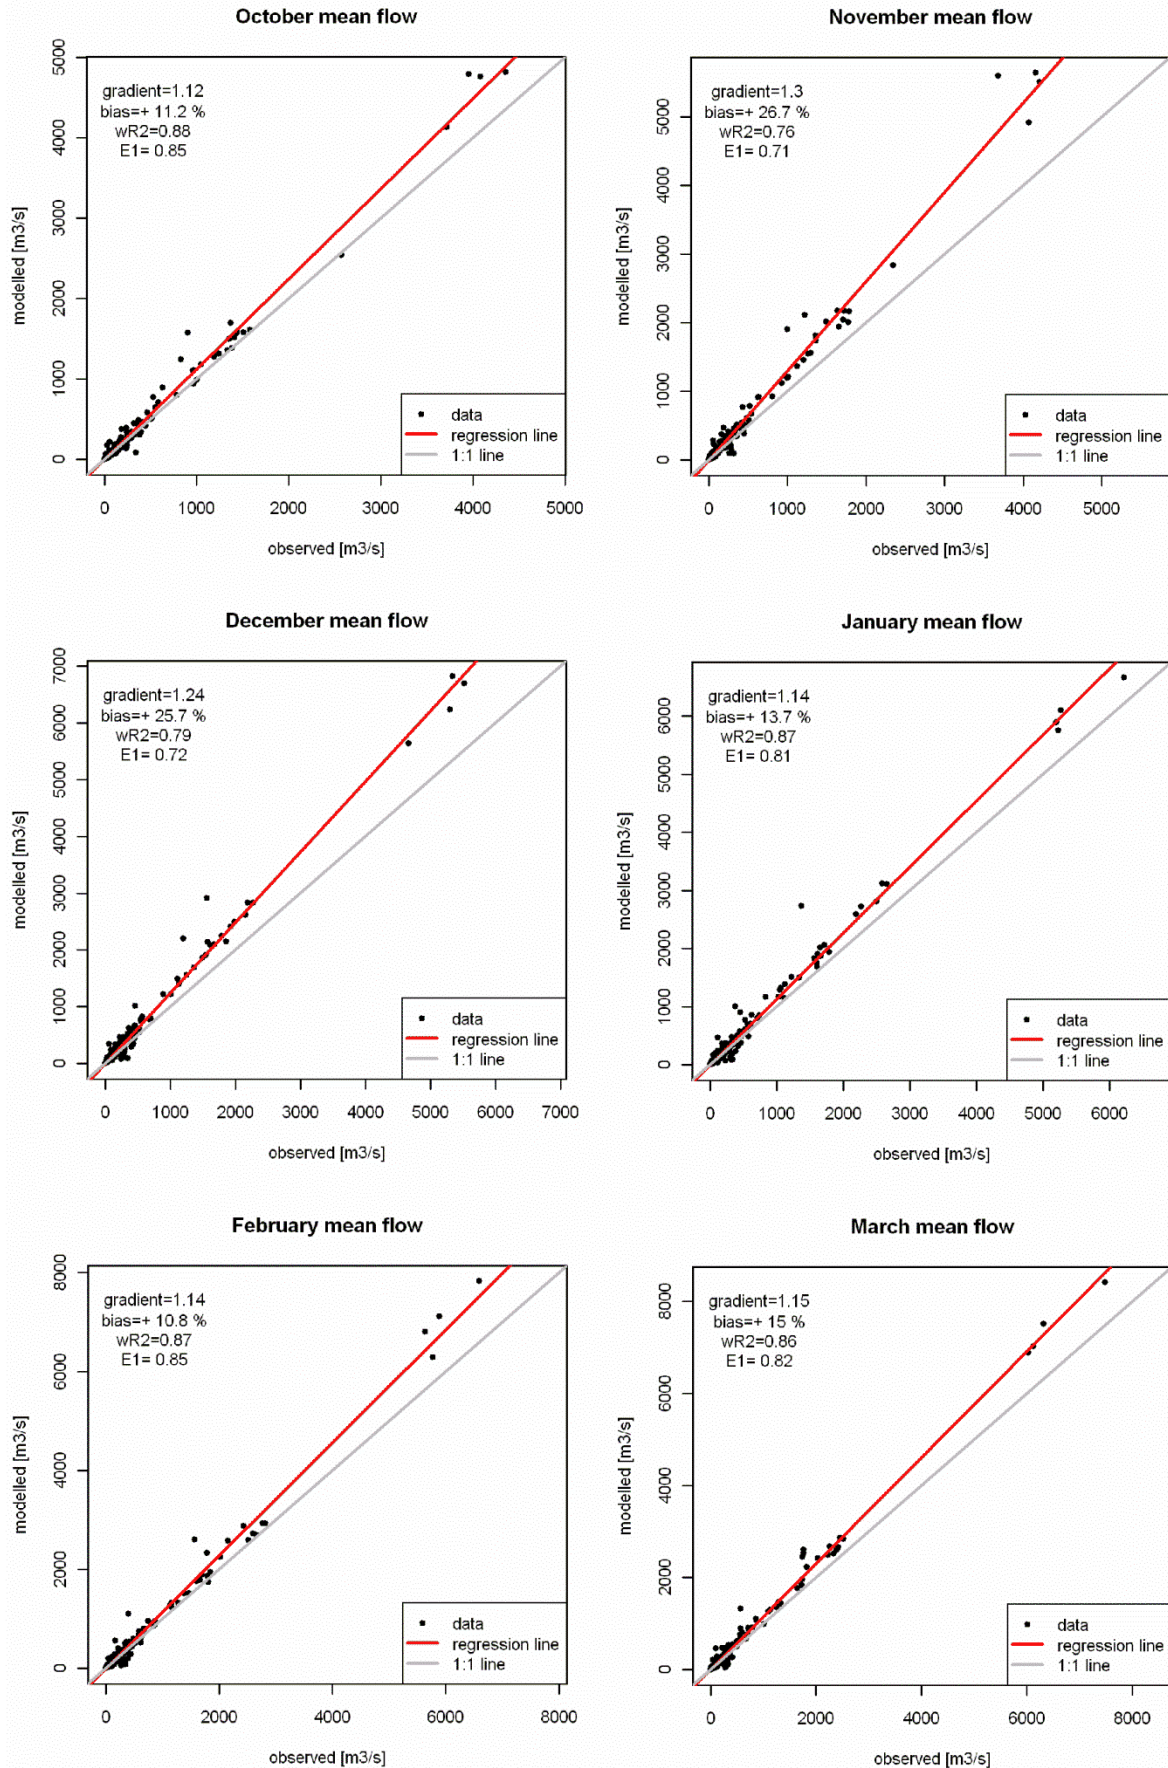 October mean flow
gradient=1.12
bias=+ 11.2 %
wR2=0.88
E1= 0.85
modelled [m3/s]
5000
4000
3000
2000
1000
0
data
regression line
1:1 line
0 1000 2000 3000 4000 5000
observed [m3/s]
November mean flow
gradient=1.3
bias=+ 26.7 %
wR2=0.76
E1= 0.71
modelled [m3/s]
5000
4000
3000
2000
1000
0
data
regression line
1:1 line
0 1000 2000 3000 4000 5000
observed [m3/s]
December mean flow
gradient=1.24
bias=+ 25.7 %
wR2=0.79
E1= 0.72
modelled [m3/s]
7000
6000
5000
4000
3000
2000
1000
0
data
regression line
1:1 line
0 1000 2000 3000 4000 5000 6000 7000
observed [m3/s]
January mean flow
gradient=1.14
bias=+ 13.7 %
wR2=0.87
E1= 0.81
modelled [m3/s]
6000
5000
4000
3000
2000
1000
0
data
regression line
1:1 line
0 1000 2000 3000 4000 5000 6000
observed [m3/s]
February mean flow
gradient=1.14
bias=+ 10.8 %
wR2=0.87
E1= 0.85
modelled [m3/s]
8000
6000
4000
2000
0
data
regression line
1:1 line
0 2000 4000 6000 8000
observed [m3/s]
March mean flow
gradient=1.15
bias=+ 15 %
wR2=0.86
E1= 0.82
modelled [m3/s]
8000
6000
4000
2000
0
data
regression line
1:1 line
0 2000 4000 6000 8000
observed [m3/s]